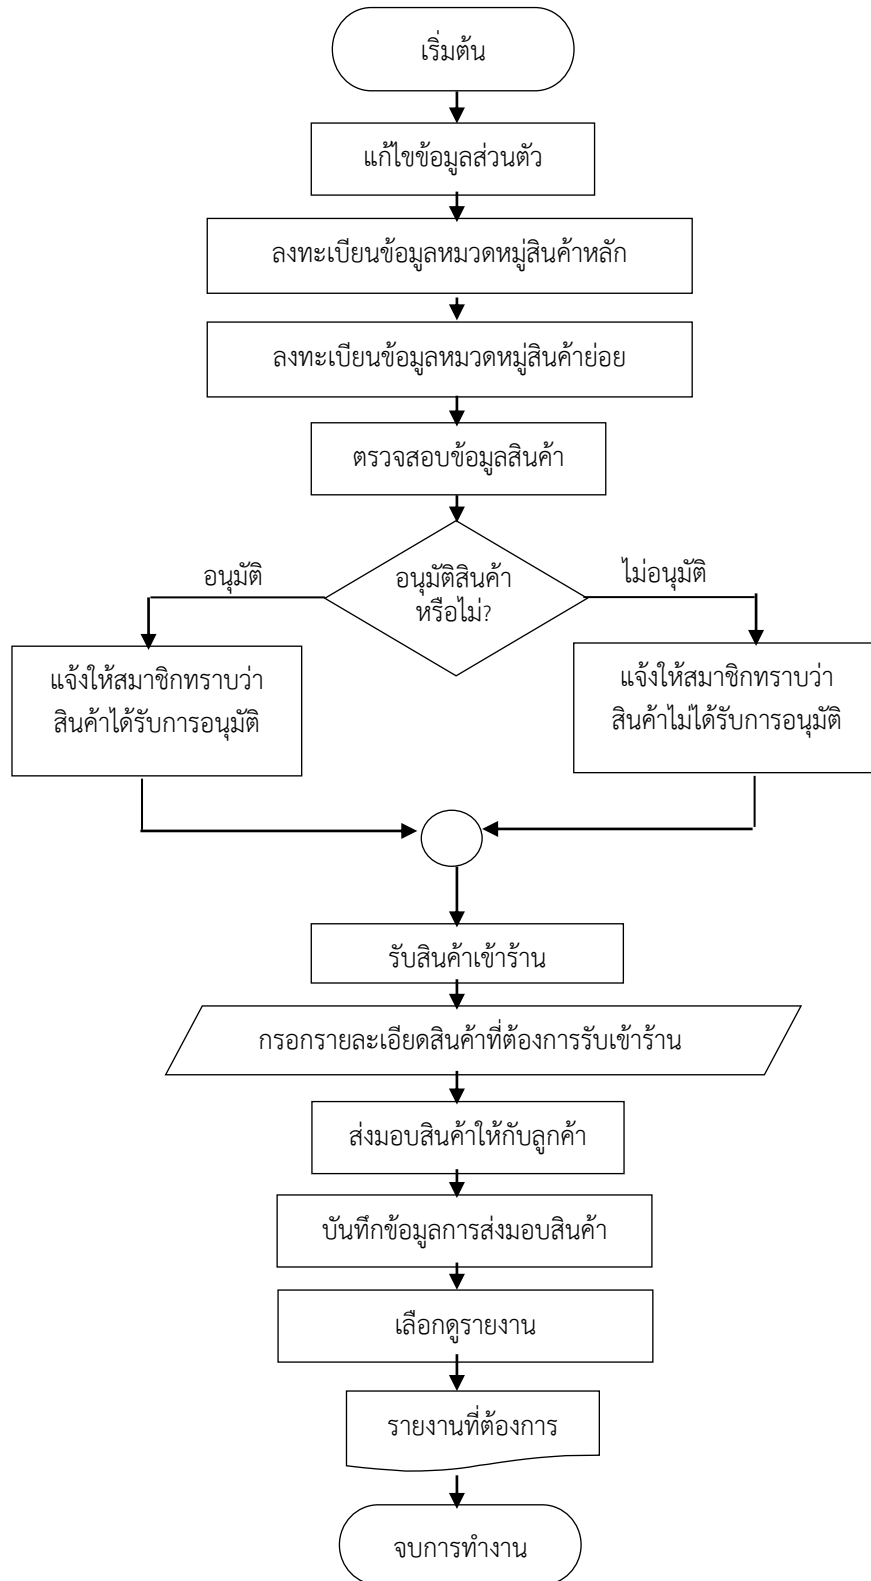 เริ่มต้น
แก้ไขข้อมูลส่วนตัว
ลงทะเบียนข้อมูลหมวดหมู่สินค้าหลัก
ลงทะเบียนข้อมูลหมวดหมู่สินค้าย่อย
ตรวจสอบข้อมูลสินค้า
อนุมัติสินค้า
หรือไม่?
อนุมัติ
ไม่อนุมัติ
แจ้งให้สมาชิกทราบว่า
สินค้าได้รับการอนุมัติ
แจ้งให้สมาชิกทราบว่า
สินค้าไม่ได้รับการอนุมัติ
รับสินค้าเข้าร้าน
กรอกรายละเอียดสินค้าที่ต้องการรับเข้าร้าน
ส่งมอบสินค้าให้กับลูกค้า
บันทึกข้อมูลการส่งมอบสินค้า
เลือกดูรายงาน
รายงานที่ต้องการ
จบการทำงาน